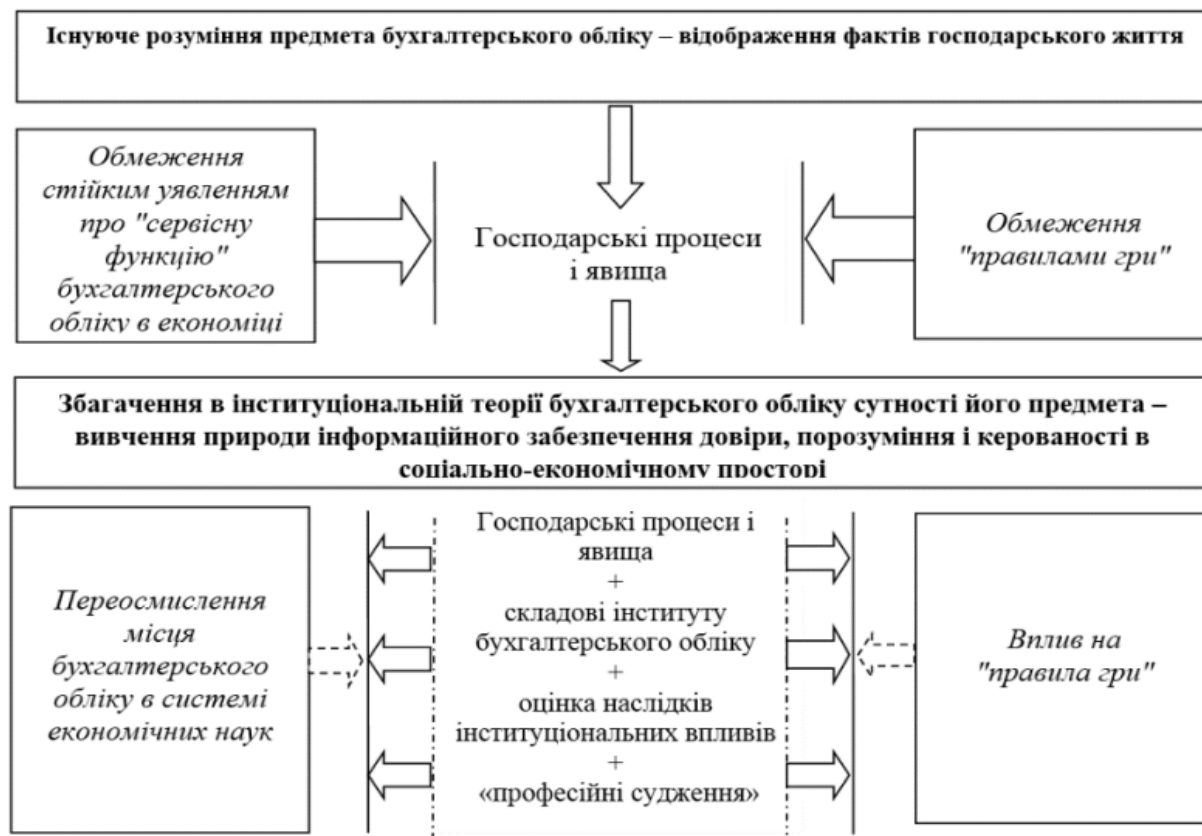 Існуюче розуміння предмета бухгалтерського обліку – відображення фактів господарського життя
Обмеження
стійким уявленням
про "сервісну
функцію"
бухгалтерського
обліку в економіці
Господарські процеси
і явища
Обмеження
"правилами гри"
Збагачення в інституціональній теорії бухгалтерського обліку сутності його предмета –
вивчення природи інформаційного забезпечення довіри, порозуміння і керованості в
соціально-економічному просторі
Переосмислення
місця
бухгалтерського
обліку в системі
економічних наук
Господарські процеси і
явища
+
складові інституту
бухгалтерського обліку
+
оцінка наслідків
інституціональних впливів
+
«професійні судження»
Вплив на
"правила гри"